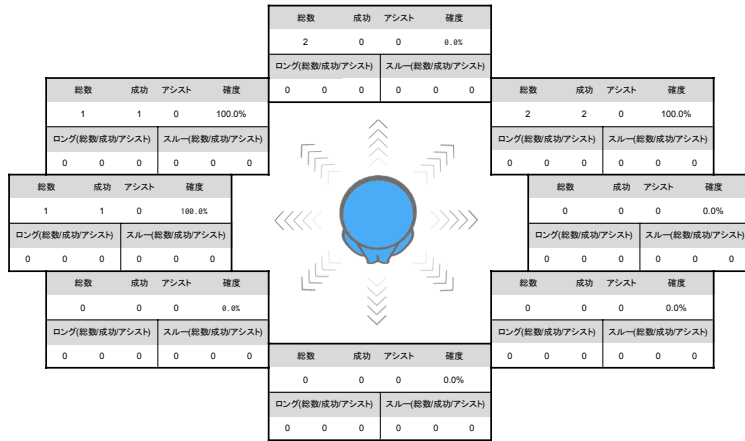 総数 成功 アシスト 確度
2 0 0 0.0%
ロング(総数/成功/アシスト) スルー(総数/成功/アシスト)
0 0 0 0 0 0
総数 成功 アシスト 確度
1 1 0 100.0%
ロング(総数/成功/アシスト) スルー(総数/成功/アシスト)
0 0 0 0 0 0
総数 成功 アシスト 確度
2 2 0 100.0%
ロング(総数/成功/アシスト) スルー(総数/成功/アシスト)
0 0 0 0 0 0
総数 成功 アシスト 確度
1 1 0 100.0%
ロング(総数/成功/アシスト) スルー(総数/成功/アシスト)
0 0 0 0 0 0
総数 成功 アシスト 確度
0 0 0 0.0%
ロング(総数/成功/アシスト) スルー(総数/成功/アシスト)
0 0 0 0 0 0
総数 成功 アシスト 確度
0 0 0 0.0%
ロング(総数/成功/アシスト) スルー(総数/成功/アシスト)
0 0 0 0 0 0
総数 成功 アシスト 確度
0 0 0 0.0%
ロング(総数/成功/アシスト) スルー(総数/成功/アシスト)
0 0 0 0 0 0
総数 成功 アシスト 確度
0 0 0 0.0%
ロング(総数/成功/アシスト) スルー(総数/成功/アシスト)
0 0 0 0 0 0